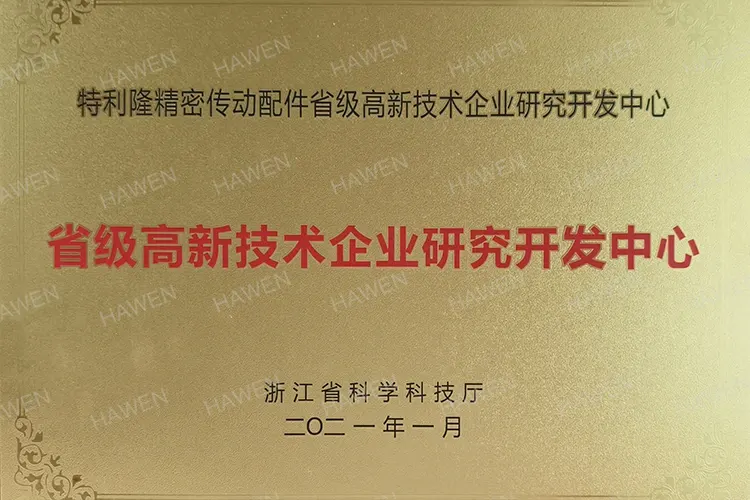 特利隆精密传动配件省级高新技术企业研究开发中心
省级高新技术企业研究开发中心
浙江省科学科技厅
二〇二一年一月
HAWEN